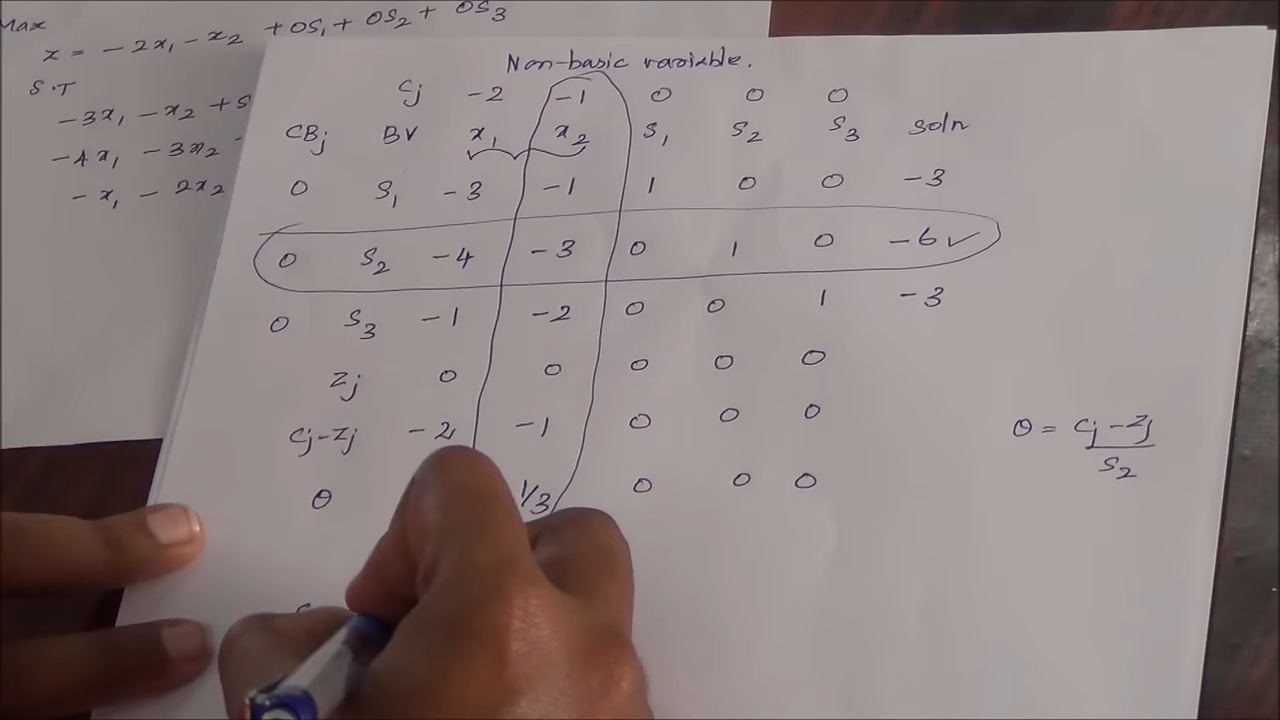 Max
Z = -2x₁ - x₂ + 0S₁ + 0S₂ + 0S₃
S.T
-3x₁ - x₂ + S
-4x₁ - 3x₂
-x₁ - 2x₂
Non-basic variable.
Cj -2 -1 0 0 0
CBj BV x₁ x₂ S₁ S₂ S₃ Soln
0 S₁ -3 -1 1 0 0 -3
0 S₂ -4 -3 0 1 0 -6 ✓
0 S₃ -1 -2 0 0 1 -3
Zj 0 0 0 0 0
Cj-Zj -2 -1 0 0 0
θ 1/3 0 0 0
θ = Cj-Zj / S₂